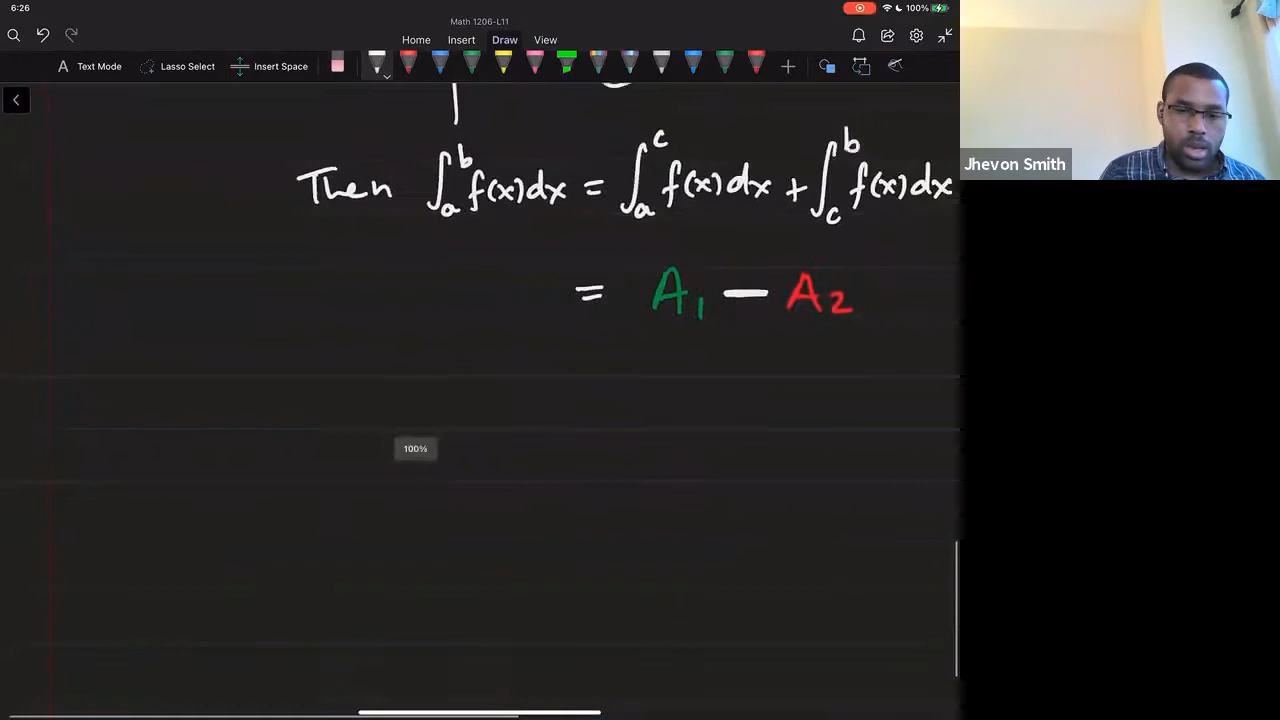 6:26
100%
Math 1206-L11
Home Insert Draw View
Text Mode Lasso Select Insert Space
Then ∫_a^b f(x)dx = ∫_a^c f(x)dx + ∫_c^b f(x)dx
= A₁ − A₂
100%
Jhevon Smith